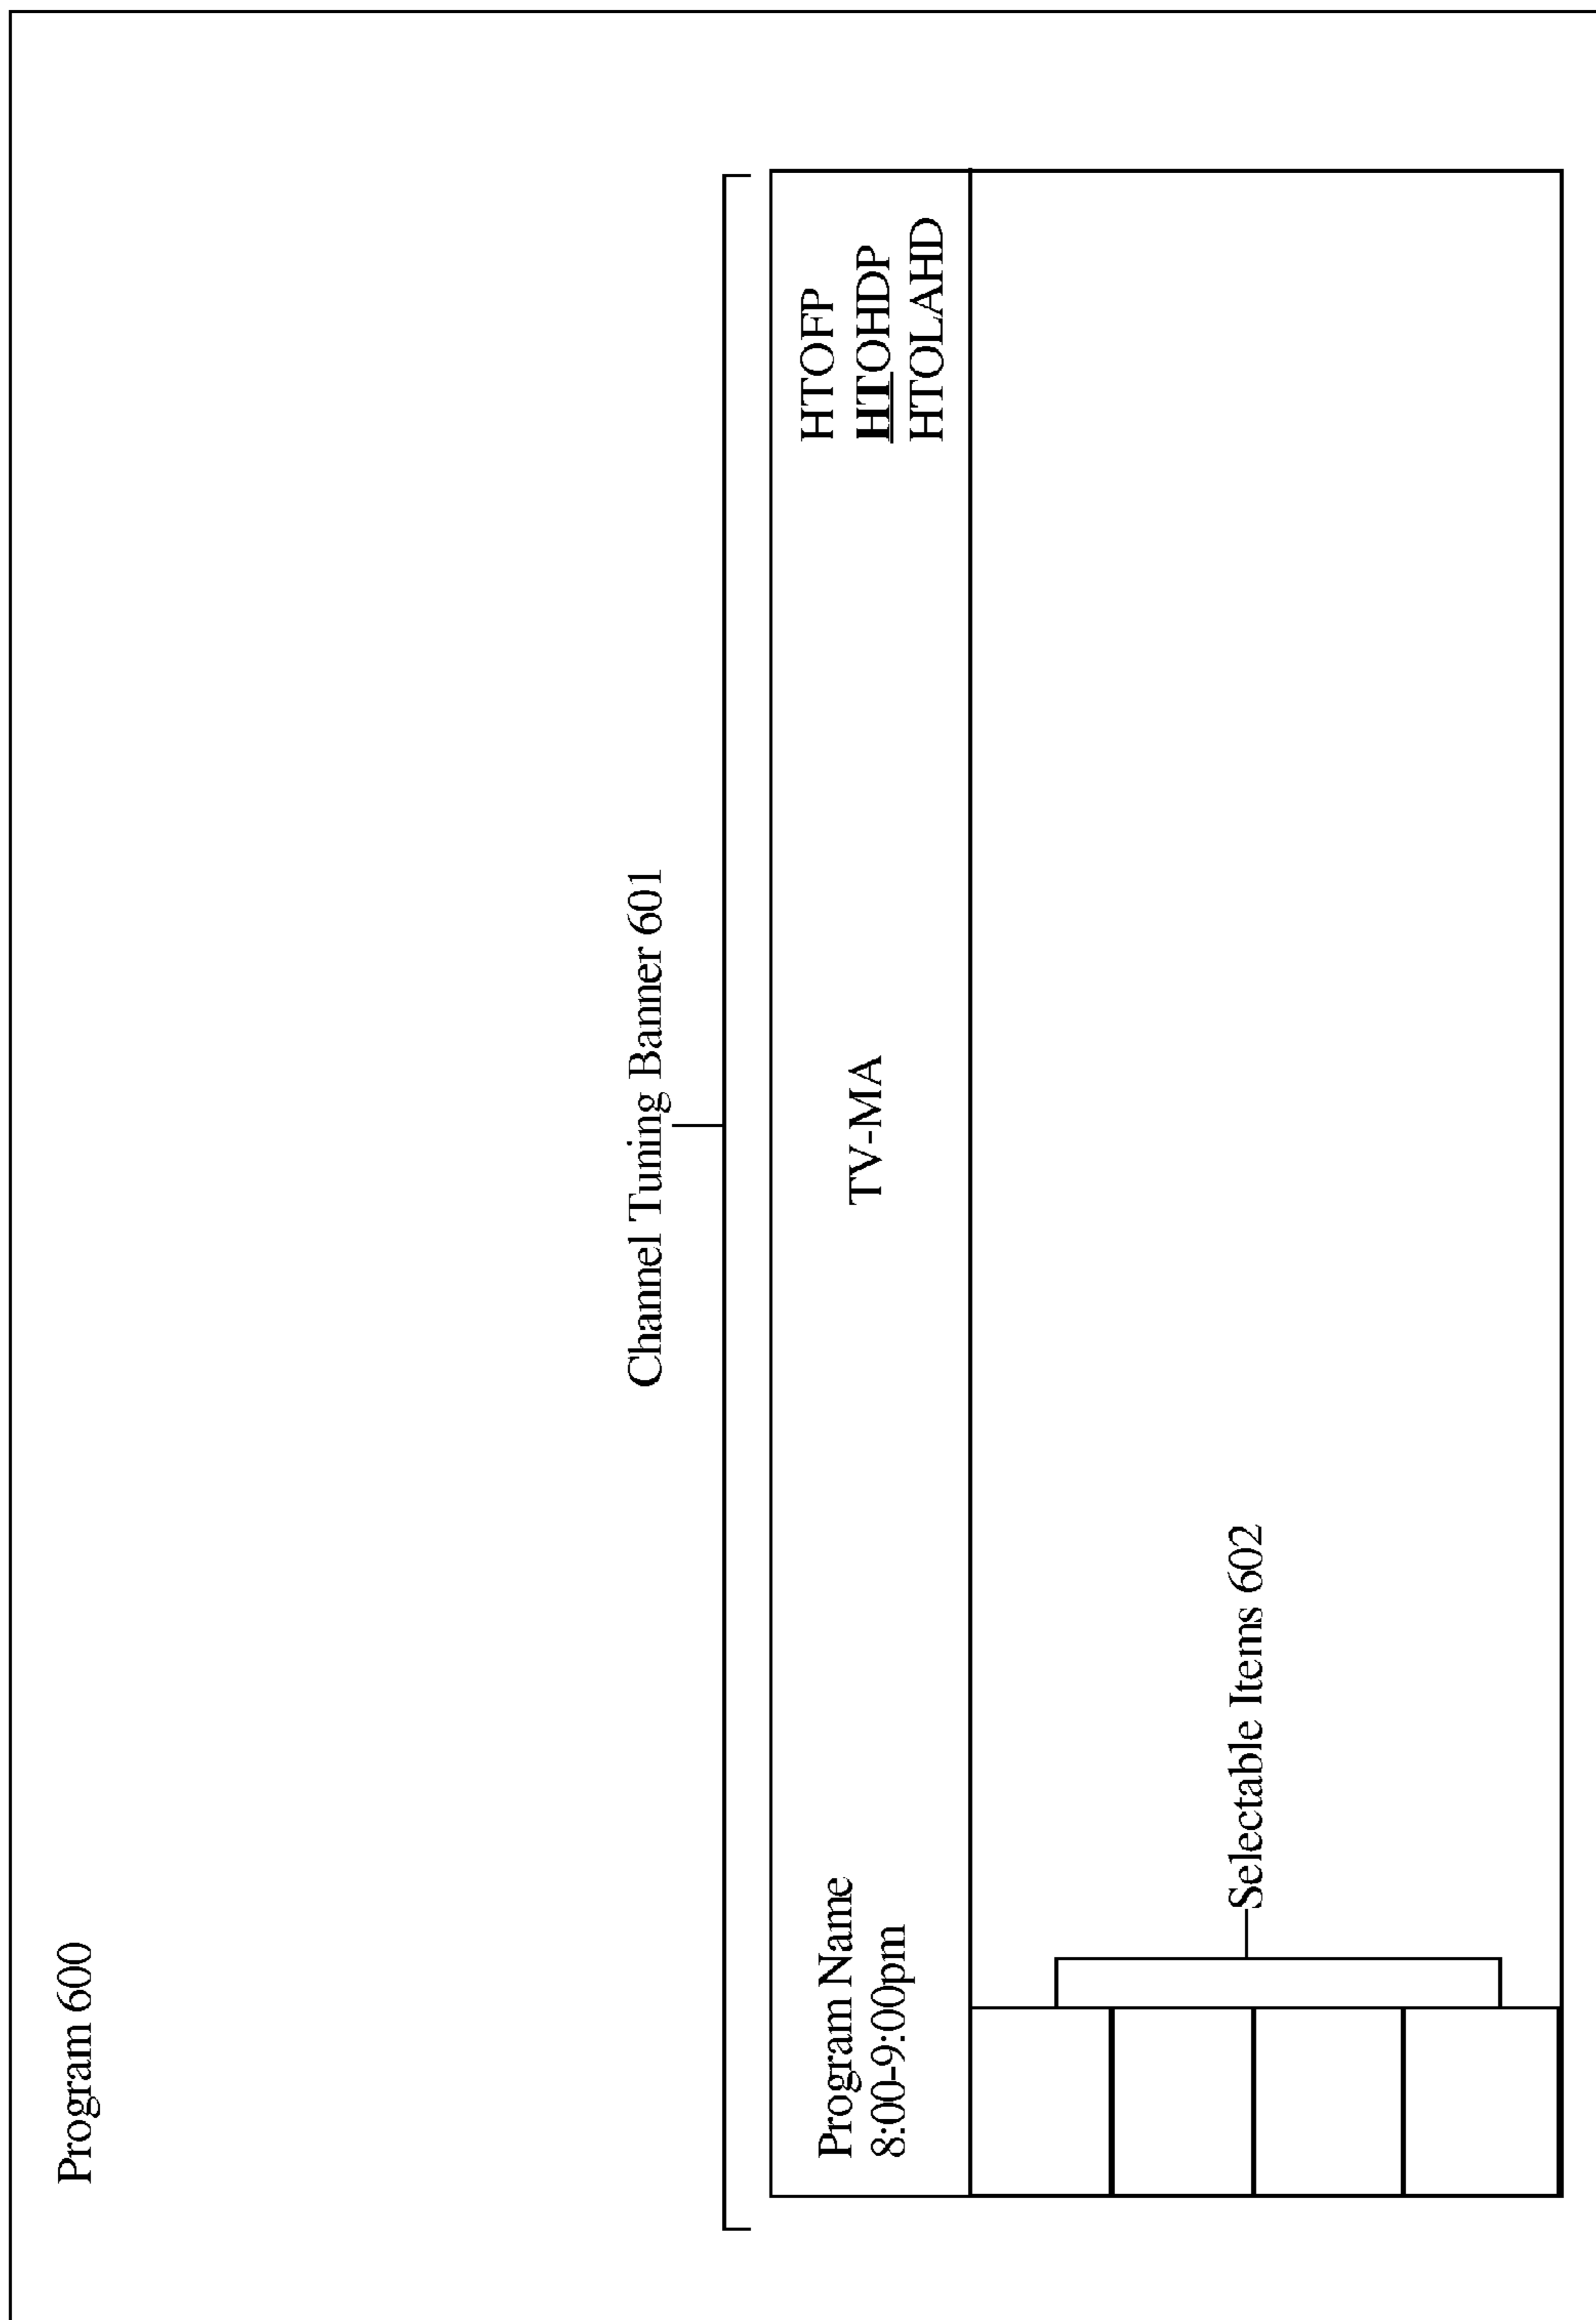 Program 600
Channel Tuning Banner 601
Program Name
8:00-9:00pm
TV-MA
HTOFP
HTOHDP
HTOLAHD
Selectable Items 602